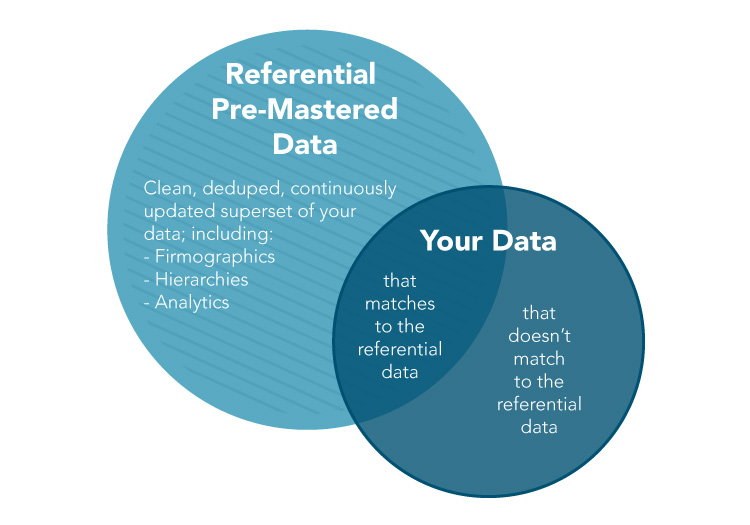 Referential
Pre-Mastered
Data
Clean, deduped, continuously
updated superset of your
data; including:
- Firmographics
- Hierarchies
- Analytics
Your Data
that
matches
to the
referential
data
that
doesn’t
match
to the
referential
data